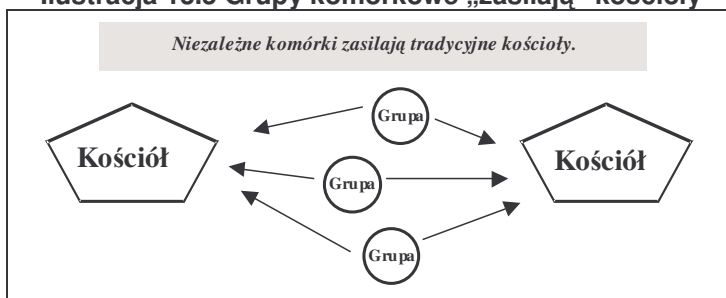 Grupy komórkowe „zasilają" kościoły
Niezależne komórki zasilają tradycyjne kościoły.
Grupa
Kościół
Kościół
Grupa
Grupa